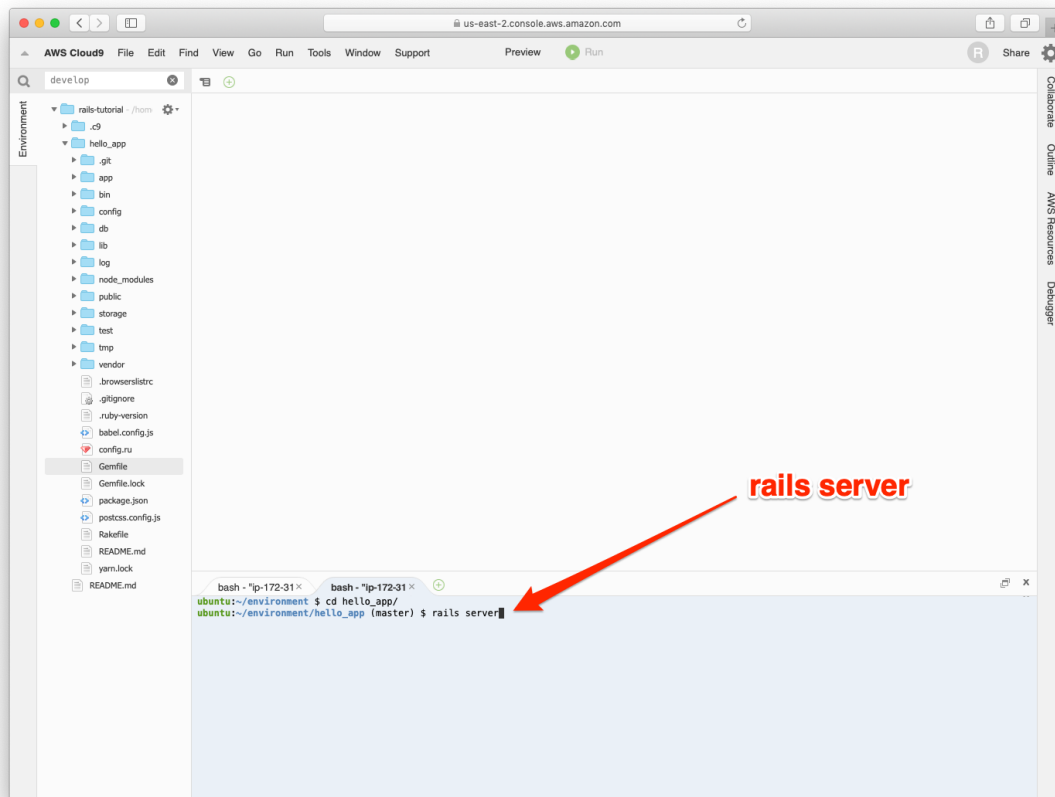 us-east-2.console.aws.amazon.com
AWS Cloud9 File Edit Find View Go Run Tools Window Support Preview Run R Share
develop
Environment
rails-tutorial - /hom
.c9
hello_app
.git
app
bin
config
db
lib
log
node_modules
public
storage
test
tmp
vendor
.browserslistrc
.gitignore
.ruby-version
babel.config.js
config.ru
Gemfile
Gemfile.lock
package.json
postcss.config.js
Rakefile
README.md
yarn.lock
README.md
rails server
bash - "ip-172-31 bash - "ip-172-31
ubuntu:~/environment $ cd hello_app/
ubuntu:~/environment/hello_app (master) $ rails server
Collaborate
Outline
AWS Resources
Debugger